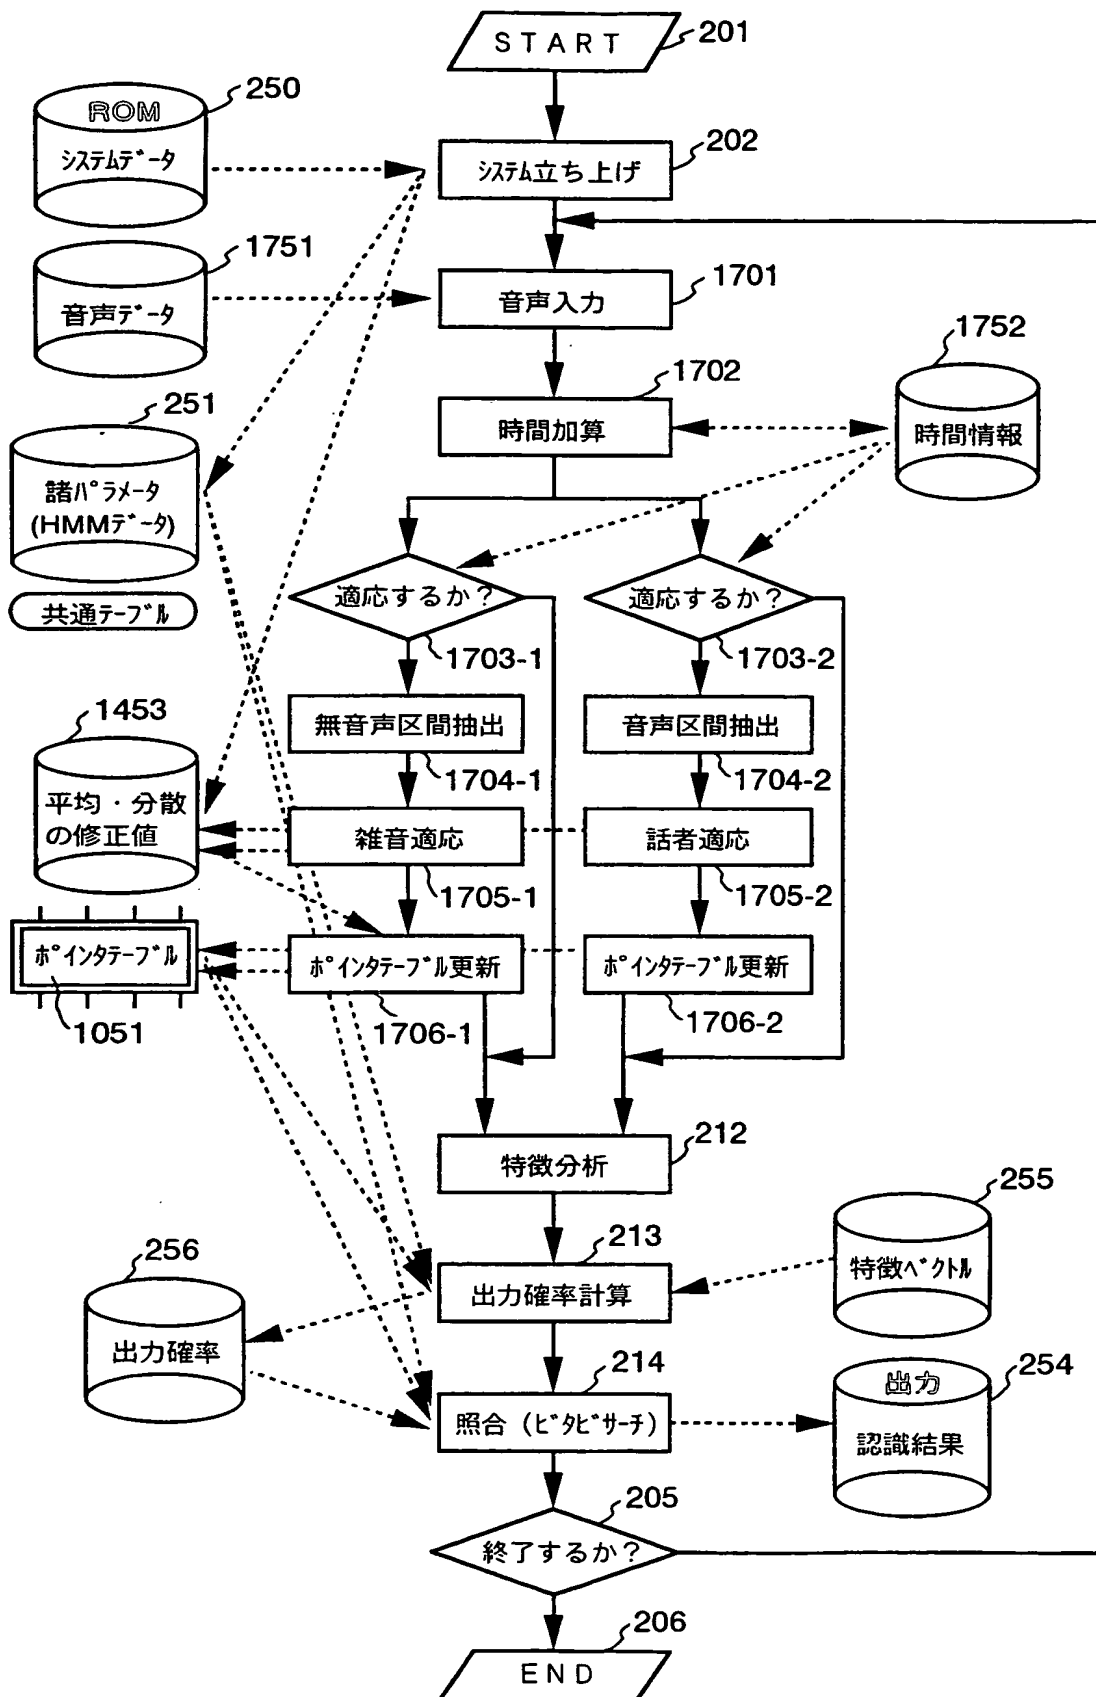 START
201
ROM
250
システムデータ
システム立ち上げ
202
音声データ
1751
音声入力
1701
時間加算
1702
時間情報
1752
251
諸パラメータ
(HMMデータ)
共通テーブル
適応するか?
1703-1
適応するか?
1703-2
無音声区間抽出
1704-1
音声区間抽出
1704-2
1453
平均・分散
の修正値
雑音適応
1705-1
話者適応
1705-2
ポインタテーブル
1051
ポインタテーブル更新
1706-1
ポインタテーブル更新
1706-2
特徴分析
212
255
特徴ベクトル
出力確率計算
213
256
出力確率
照合(ビタビサーチ)
214
出力
254
認識結果
終了するか?
205
END
206